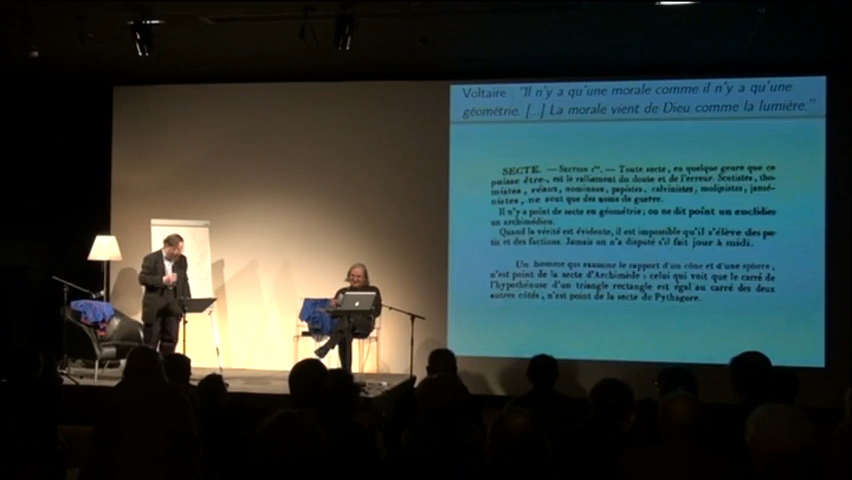 Voltaire : "Il n'y a qu'une morale comme il n'y a qu'une
géométrie. [...] La morale vient de Dieu comme la lumière."
SECTE. — SECTION Ire. — Toute secte, en quelque genre que ce
puisse être, est le ralliement du doute et de l'erreur. Scotistes, tho-
mistes, réaux, nominaux, papistes, calvinistes, molinistes, jansé-
nistes, ne sont que des noms de guerre.
Il n'y a point de secte en géométrie; on ne dit point un euclidien
un archimédien.
Quand la vérité est évidente, il est impossible qu'il s'élève des par
tis et des factions. Jamais on n'a disputé s'il fait jour à midi.
Un homme qui examine le rapport d'un cône et d'une sphère,
n'est point de la secte d'Archimède : celui qui voit que le carré de
l'hypothénuse d'un triangle rectangle est égal au carré des deux
autres côtés, n'est point de la secte de Pythagore.